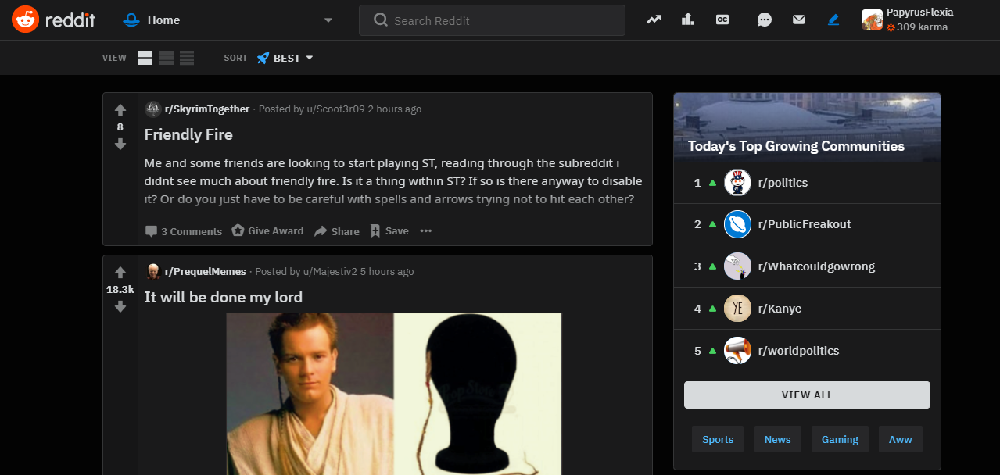 reddit
Home
Search Reddit
OC
PapyrusFlexia
309 karma
VIEW
SORT
BEST
8
r/SkyrimTogether · Posted by u/Scoot3r09 2 hours ago
Friendly Fire
Me and some friends are looking to start playing ST, reading through the subreddit i
didnt see much about friendly fire. Is it a thing within ST? If so is there anyway to disable
it? Or do you just have to be careful with spells and arrows trying not to hit each other?
3 Comments
Give Award
Share
Save
18.3k
r/PrequelMemes · Posted by u/Majestiv2 5 hours ago
It will be done my lord
Today's Top Growing Communities
1 r/politics
2 r/PublicFreakout
3 r/Whatcouldgowrong
4 YE r/Kanye
5 r/worldpolitics
VIEW ALL
Sports
News
Gaming
Aww